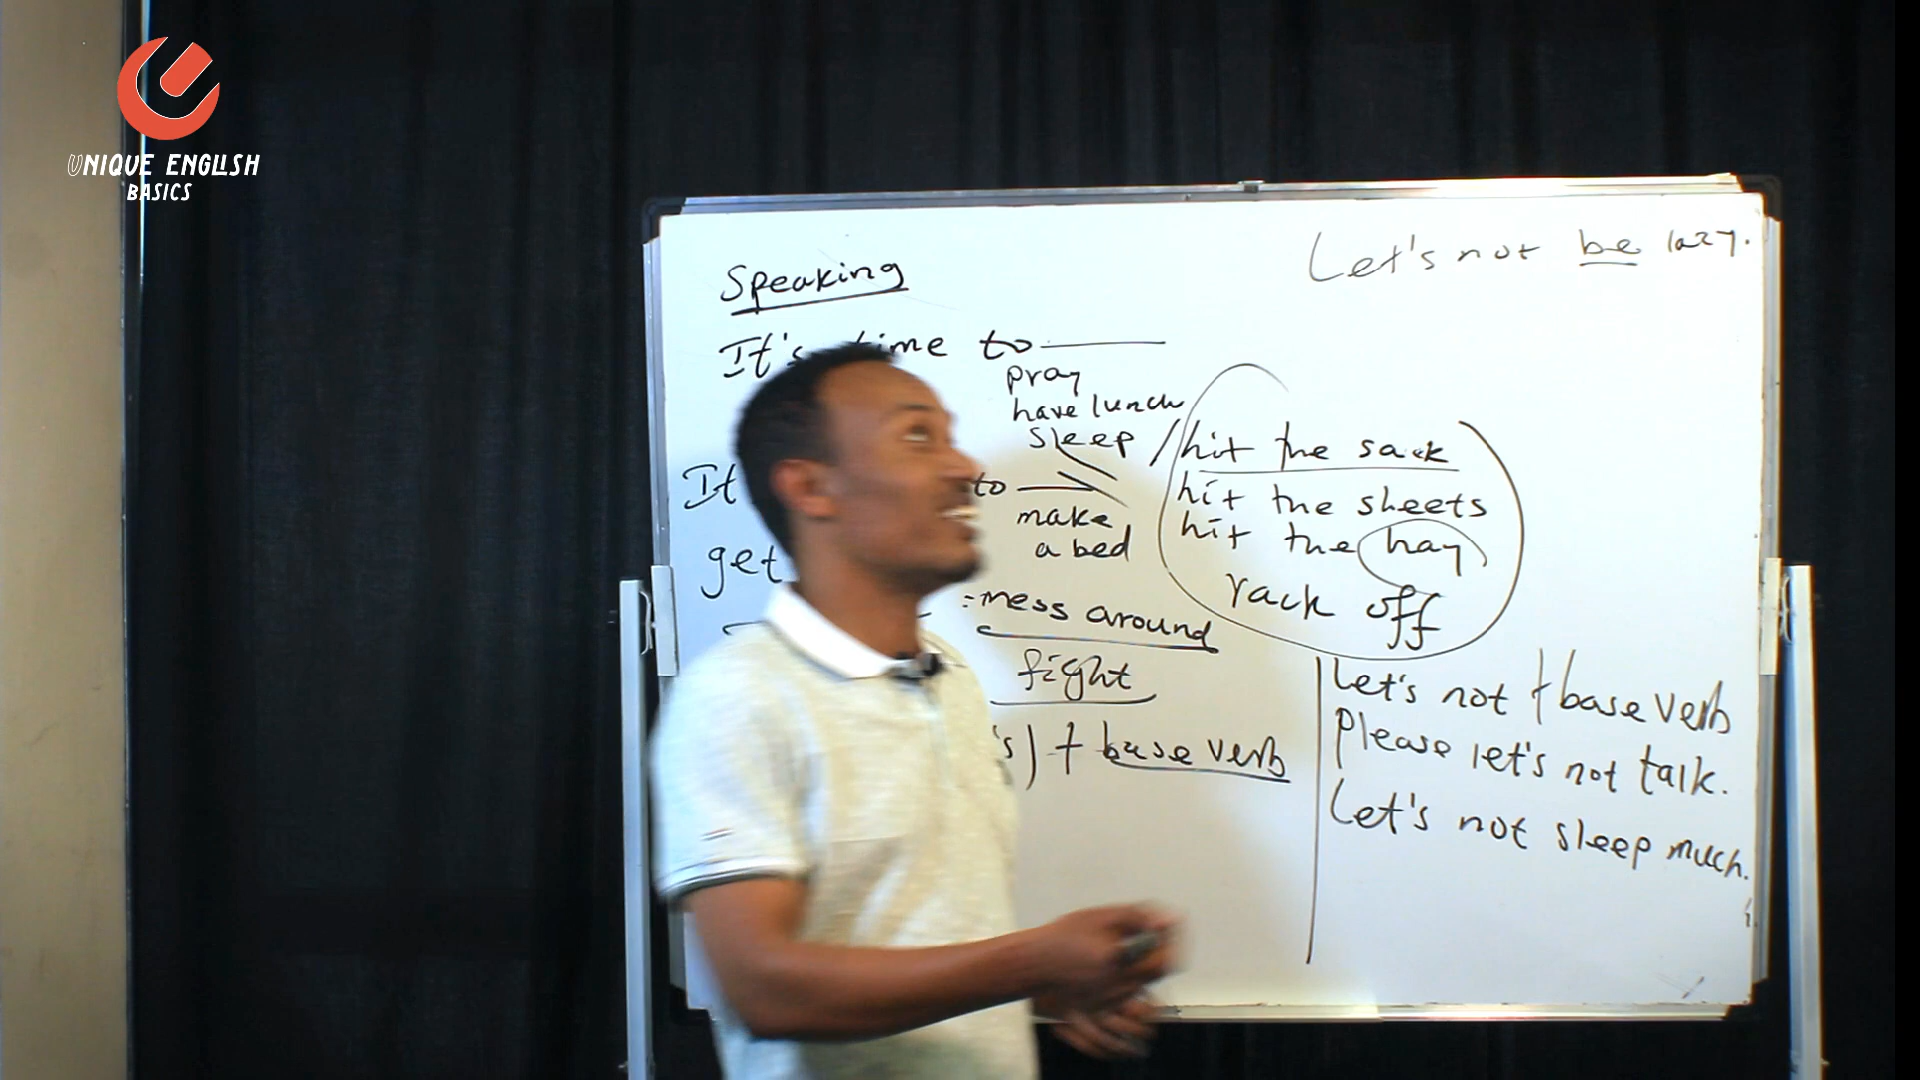 UNIQUE ENGLISH
BASICS
Let's not be lazy.
Speaking
It's time to
pray
have lunch
sleep / hit the sack
hit the sheets
hit the hay
rack off
It
to
make
a bed
get
= mess around
fight
's) + base verb
Let's not + base verb
Please let's not talk.
Let's not sleep much.